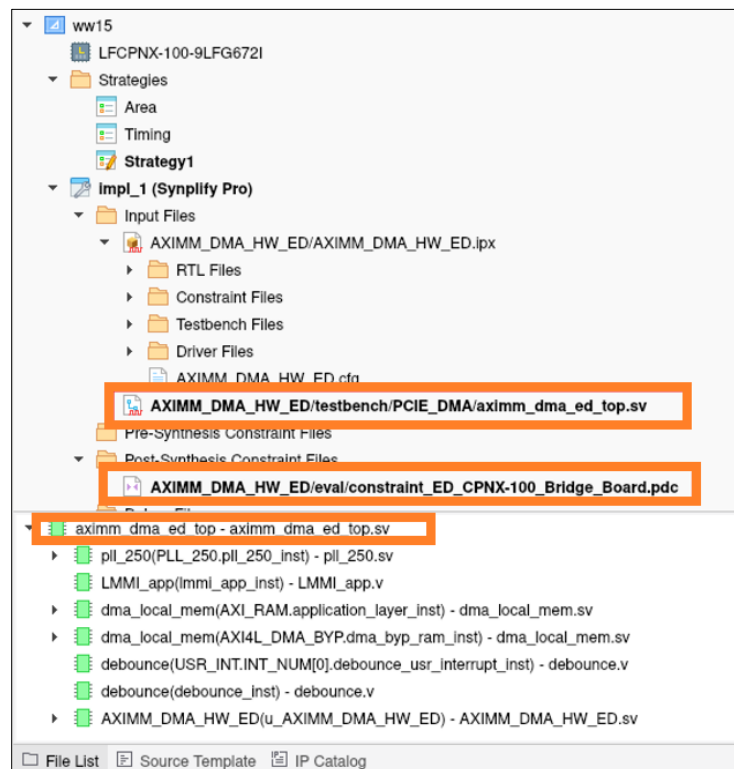 ww15
LFCPNX-100-9LFG672I
Strategies
Area
Timing
Strategy1
impl_1 (Synplify Pro)
Input Files
AXIMM_DMA_HW_ED/AXIMM_DMA_HW_ED.ipx
RTL Files
Constraint Files
Testbench Files
Driver Files
AXIMM_DMA_HW_ED.cfg
AXIMM_DMA_HW_ED/testbench/PCIE_DMA/aximm_dma_ed_top.sv
Pre-Synthesis Constraint Files
Post-Synthesis Constraint Files
AXIMM_DMA_HW_ED/eval/constraint_ED_CPNX-100_Bridge_Board.pdc
aximm_dma_ed_top - aximm_dma_ed_top.sv
pll_250(PLL_250.pll_250_inst) - pll_250.sv
LMMI_app(lmmi_app_inst) - LMMI_app.v
dma_local_mem(AXI_RAM.application_layer_inst) - dma_local_mem.sv
dma_local_mem(AXI4L_DMA_BYP.dma_byp_ram_inst) - dma_local_mem.sv
debounce(USR_INT.INT_NUM[0].debounce_usr_interrupt_inst) - debounce.v
debounce(debounce_inst) - debounce.v
AXIMM_DMA_HW_ED(u_AXIMM_DMA_HW_ED) - AXIMM_DMA_HW_ED.sv
File List Source Template IP Catalog